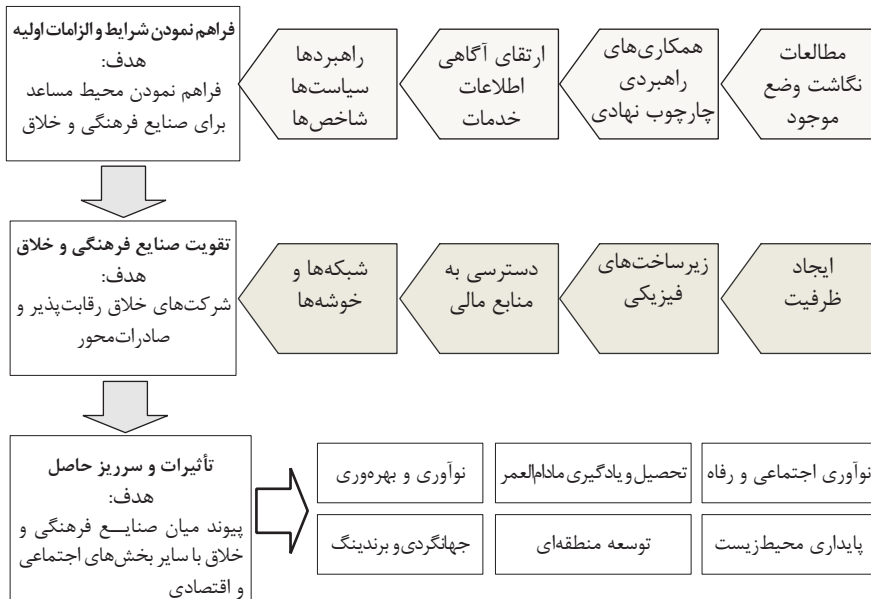 فراهم نمودن شرایط و الزامات اولیه
هدف:
فراهم نمودن محیط مساعد
برای صنایع فرهنگی و خلاق
راهبردها
سیاست‌ها
شاخص‌ها
ارتقای آگاهی
اطلاعات
خدمات
همکاری‌های
راهبردی
چارچوب نهادی
مطالعات
نگاشت وضع
موجود
تقویت صنایع فرهنگی و خلاق
هدف:
شرکت‌های خلاق رقابت‌پذیر و
صادرات‌محور
شبکه‌ها و
خوشه‌ها
دسترسی به
منابع مالی
زیرساخت‌های
فیزیکی
ایجاد
ظرفیت
تأثیرات و سرریز حاصل
هدف:
پیوند میان صنایع فرهنگی و
خلاق با سایر بخش‌های اجتماعی
و اقتصادی
نوآوری و بهره‌وری
تحصیل و یادگیری مادام‌العمر
نوآوری اجتماعی و رفاه
جهانگردی و برندینگ
توسعه منطقه‌ای
پایداری محیط‌زیست